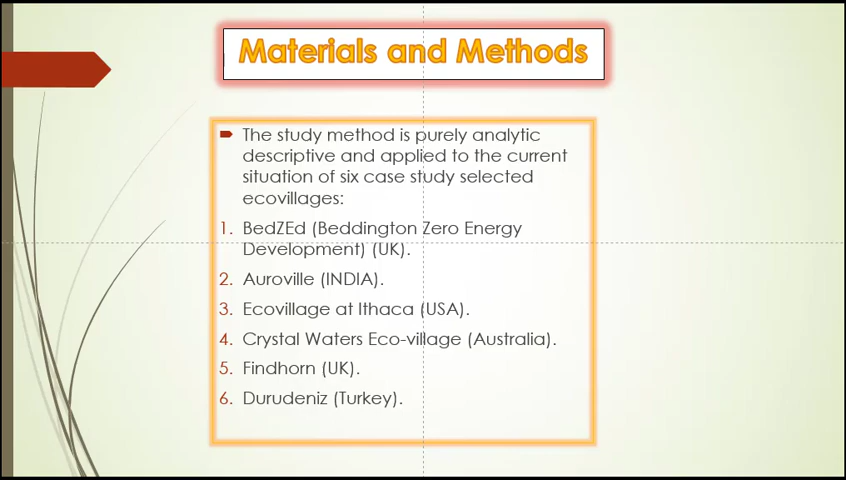 Materials and Methods
The study method is purely analytic
descriptive and applied to the current
situation of six case study selected
ecovillages:
1. BedZEd (Beddington Zero Energy
Development) (UK).
2. Auroville (INDIA).
3. Ecovillage at Ithaca (USA).
4. Crystal Waters Eco-village (Australia).
5. Findhorn (UK).
6. Durudeniz (Turkey).